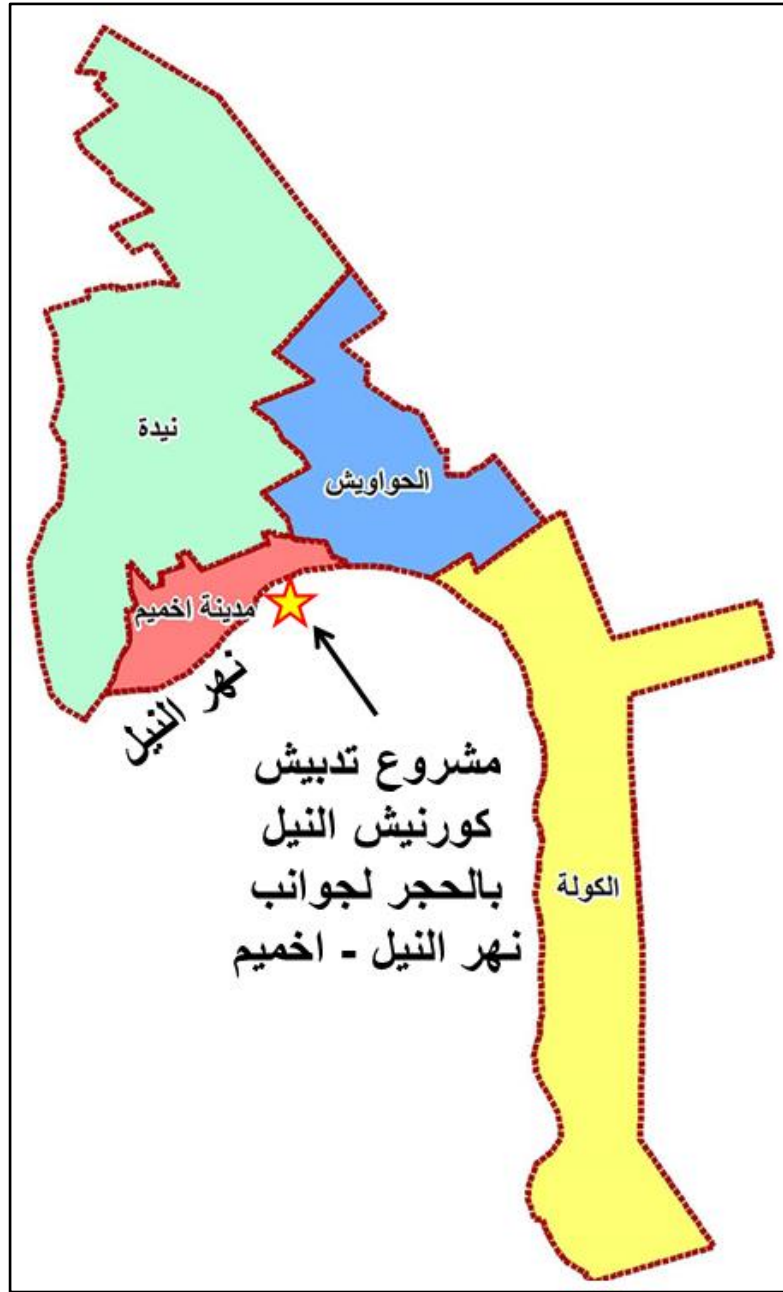 نيدة
الحواويش
مدينة اخميم
نهر النيل
مشروع تدبيش
كورنيش النيل
بالحجر لجوانب
نهر النيل - اخميم
الكولة